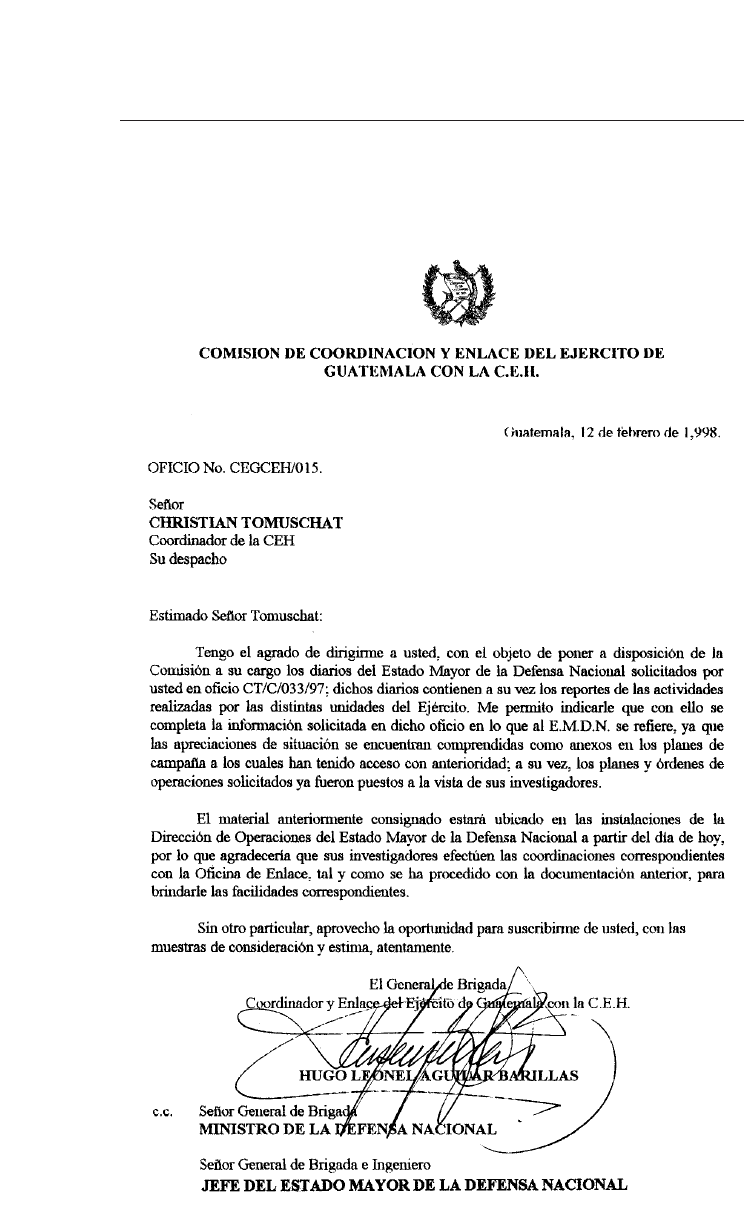 COMISION DE COORDINACION Y ENLACE DEL EJERCITO DE
GUATEMALA CON LA C.E.H.
Guatemala, 12 de febrero de 1,998.
OFICIO No. CEGCEH/015.
Señor
CHRISTIAN TOMUSCHAT
Coordinador de la CEH
Su despacho
Estimado Señor Tomuschat:
Tengo el agrado de dirigirme a usted, con el objeto de poner a disposición de la
Comisión a su cargo los diarios del Estado Mayor de la Defensa Nacional solicitados por
usted en oficio CT/C/033/97; dichos diarios contienen a su vez los reportes de las actividades
realizadas por las distintas unidades del Ejército. Me permito indicarle que con ello se
completa la información solicitada en dicho oficio en lo que al E.M.D.N. se refiere, ya que
las apreciaciones de situación se encuentran comprendidas como anexos en los planes de
campaña a los cuales han tenido acceso con anterioridad; a su vez, los planes y órdenes de
operaciones solicitados ya fueron puestos a la vista de sus investigadores.
El material anteriormente consignado estará ubicado en las instalaciones de la
Dirección de Operaciones del Estado Mayor de la Defensa Nacional a partir del día de hoy,
por lo que agradecería que sus investigadores efectúen las coordinaciones correspondientes
con la Oficina de Enlace, tal y como se ha procedido con la documentación anterior, para
brindarle las facilidades correspondientes.
Sin otro particular, aprovecho la oportunidad para suscribirme de usted, con las
muestras de consideración y estima, atentamente.
El General de Brigada
Coordinador y Enlace del Ejército de Guatemala con la C.E.H.
HUGO LEONEL AGUILAR BARILLAS
c.c. Señor General de Brigada
MINISTRO DE LA DEFENSA NACIONAL
Señor General de Brigada e Ingeniero
JEFE DEL ESTADO MAYOR DE LA DEFENSA NACIONAL